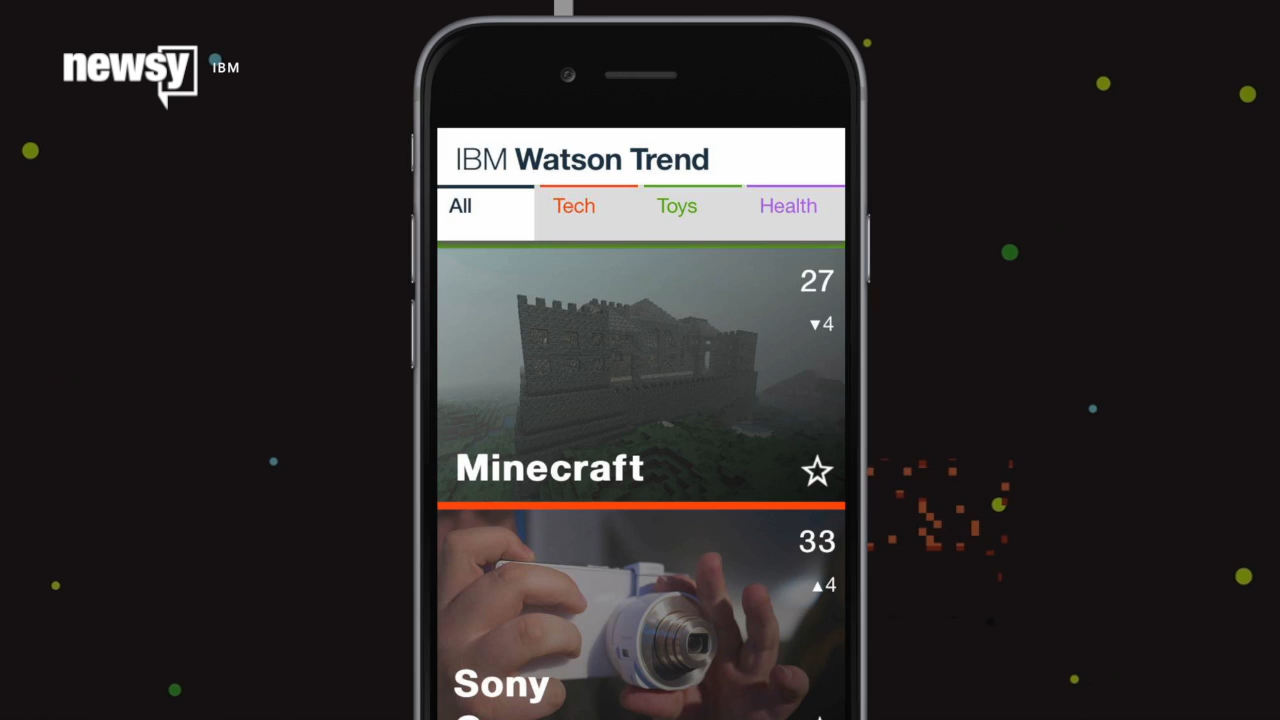 newsy
IBM
IBM Watson Trend
All
Tech
Toys
Health
27
▼4
Minecraft
33
▲4
Sony